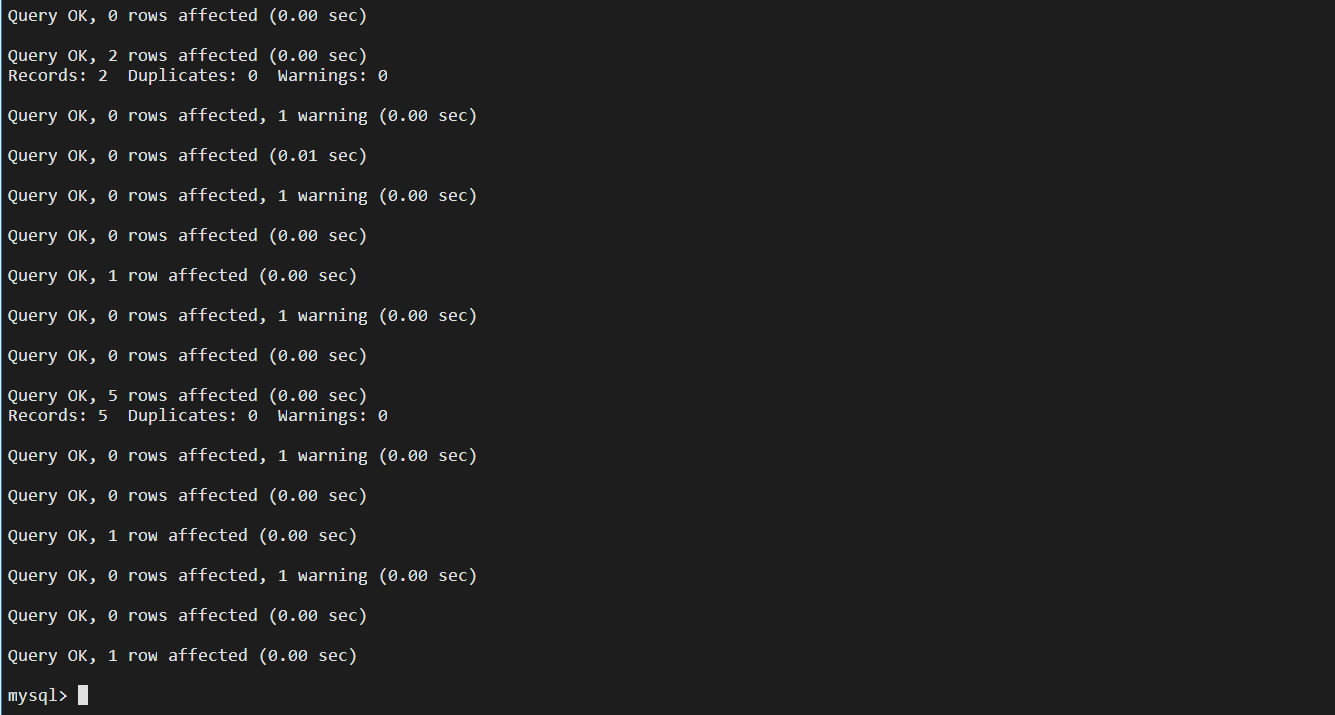 Query OK, 0 rows affected (0.00 sec)
Query OK, 2 rows affected (0.00 sec)
Records: 2  Duplicates: 0  Warnings: 0
Query OK, 0 rows affected, 1 warning (0.00 sec)
Query OK, 0 rows affected (0.01 sec)
Query OK, 0 rows affected, 1 warning (0.00 sec)
Query OK, 0 rows affected (0.00 sec)
Query OK, 1 row affected (0.00 sec)
Query OK, 0 rows affected, 1 warning (0.00 sec)
Query OK, 0 rows affected (0.00 sec)
Query OK, 5 rows affected (0.00 sec)
Records: 5  Duplicates: 0  Warnings: 0
Query OK, 0 rows affected, 1 warning (0.00 sec)
Query OK, 0 rows affected (0.00 sec)
Query OK, 1 row affected (0.00 sec)
Query OK, 0 rows affected, 1 warning (0.00 sec)
Query OK, 0 rows affected (0.00 sec)
Query OK, 1 row affected (0.00 sec)
mysql>